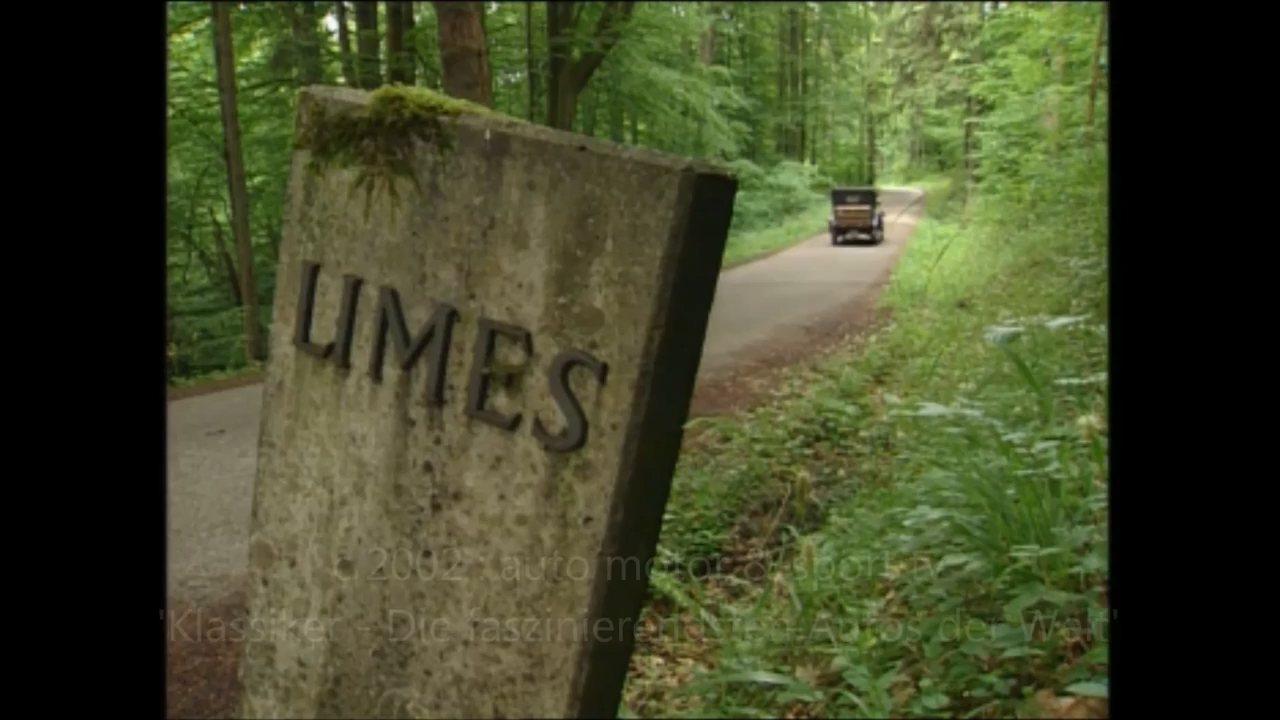 LIMES
c 2002 : auto motor & sport tv
'Klassiker - Die faszinierendsten Autos der Welt'